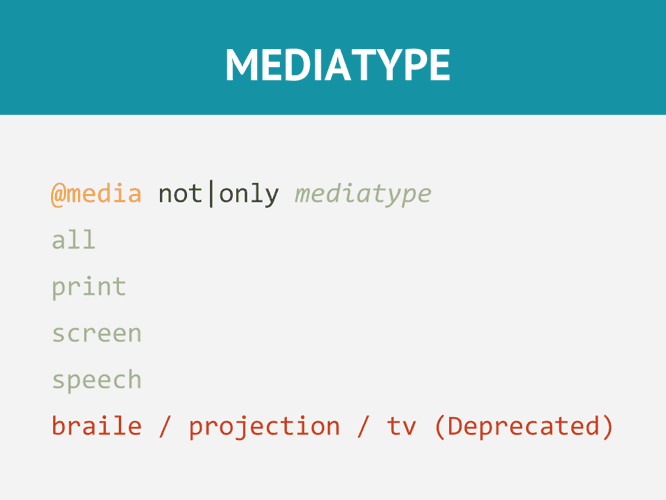 MEDIATYPE
@media not|only mediatype
all
print
screen
speech
braile / projection / tv (Deprecated)